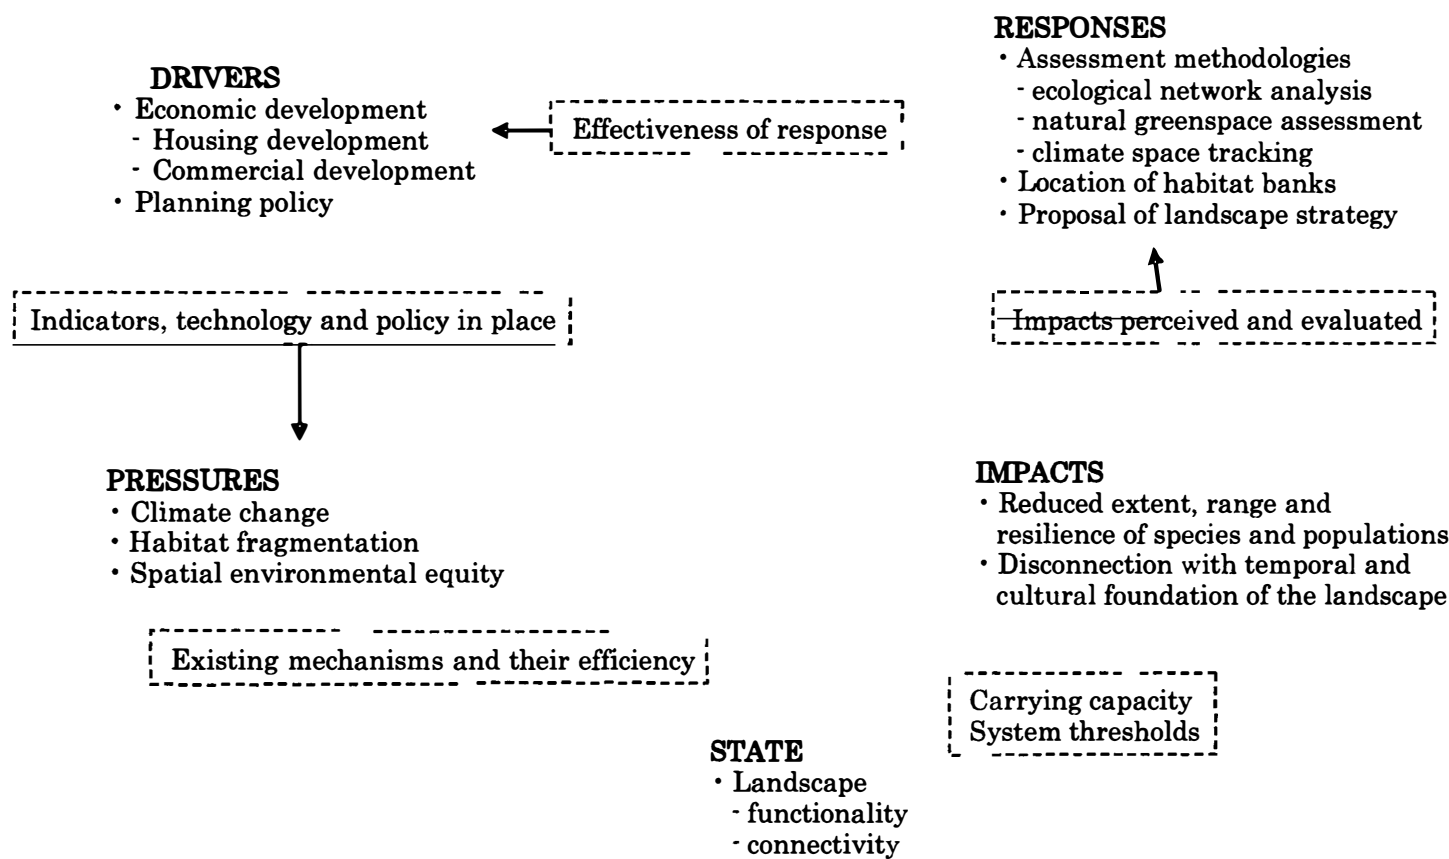 DRIVERS
· Economic development
- Housing development
- Commercial development
· Planning policy
Effectiveness of response
RESPONSES
· Assessment methodologies
- ecological network analysis
- natural greenspace assessment
- climate space tracking
· Location of habitat banks
· Proposal of landscape strategy
Indicators, technology and policy in place
Impacts perceived and evaluated
PRESSURES
· Climate change
· Habitat fragmentation
· Spatial environmental equity
IMPACTS
· Reduced extent, range and
resilience of species and populations
· Disconnection with temporal and
cultural foundation of the landscape
Existing mechanisms and their efficiency
Carrying capacity
System thresholds
STATE
· Landscape
- functionality
- connectivity